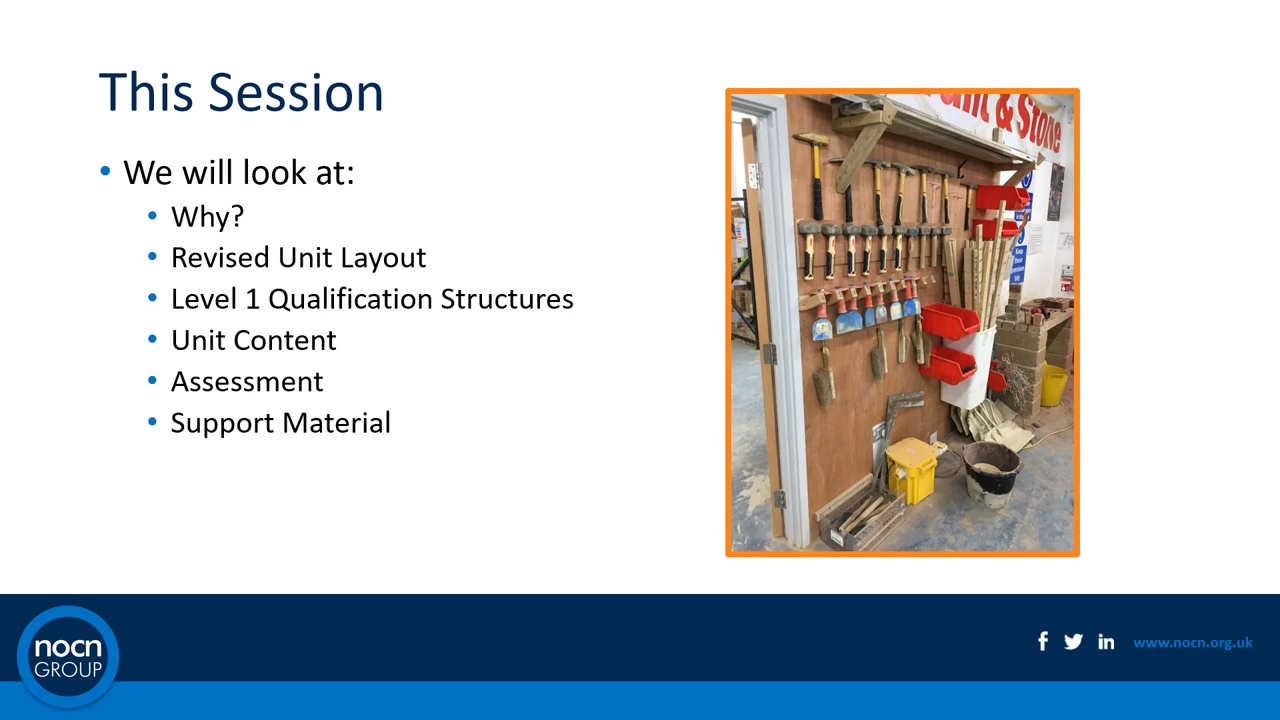 This Session
• We will look at:
• Why?
• Revised Unit Layout
• Level 1 Qualification Structures
• Unit Content
• Assessment
• Support Material
& Stone
nocn
GROUP
www.nocn.org.uk